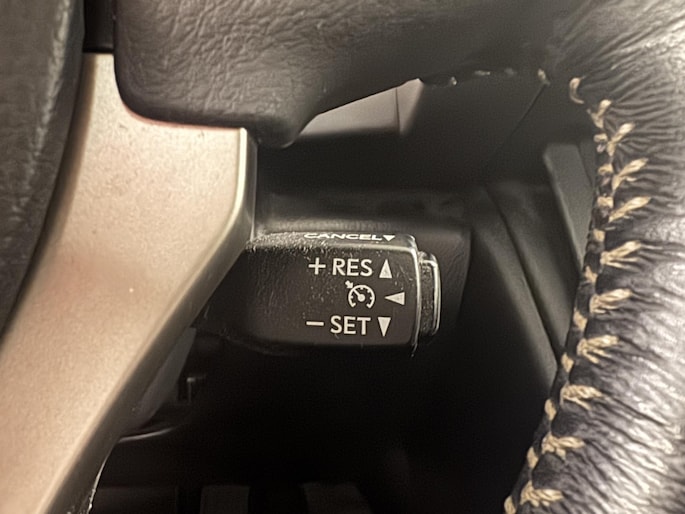 CANCEL▼
+ RES ▲
◀
− SET ▼